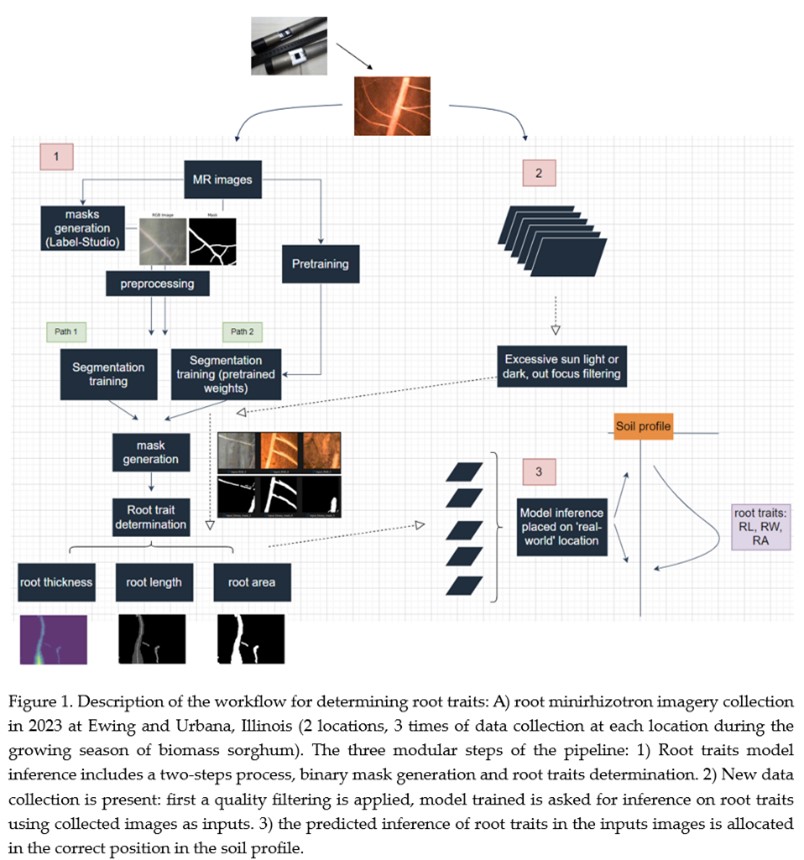 1
MR images
2
masks
generation
(Label-Studio)
RGB Image
Mask
Pretraining
preprocessing
Path 1
Path 2
Segmentation
training
Segmentation
training (pretrained
weights)
Excessive sun light or
dark, out focus filtering
mask
generation
Soil profile
3
Root trait
determination
Model inference
placed on 'real-
world' location
root traits:
RL, RW,
RA
root thickness
root length
root area
Figure 1. Description of the workflow for determining root traits: A) root minirhizotron imagery collection
in 2023 at Ewing and Urbana, Illinois (2 locations, 3 times of data collection at each location during the
growing season of biomass sorghum). The three modular steps of the pipeline: 1) Root traits model
inference includes a two-steps process, binary mask generation and root traits determination. 2) New data
collection is present: first a quality filtering is applied, model trained is asked for inference on root traits
using collected images as inputs. 3) the predicted inference of root traits in the inputs images is allocated
in the correct position in the soil profile.